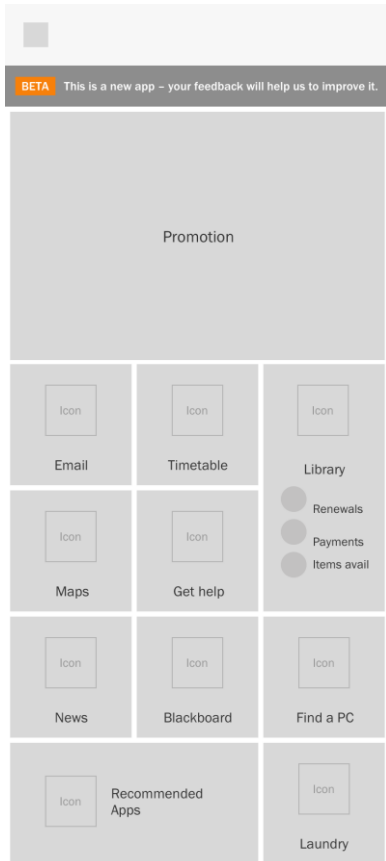 BETA This is a new app – your feedback will help us to improve it.
Promotion
Icon
Email
Icon
Timetable
Icon
Library
Renewals
Payments
Items avail
Icon
Maps
Icon
Get help
Icon
News
Icon
Blackboard
Icon
Find a PC
Icon
Recommended
Apps
Icon
Laundry